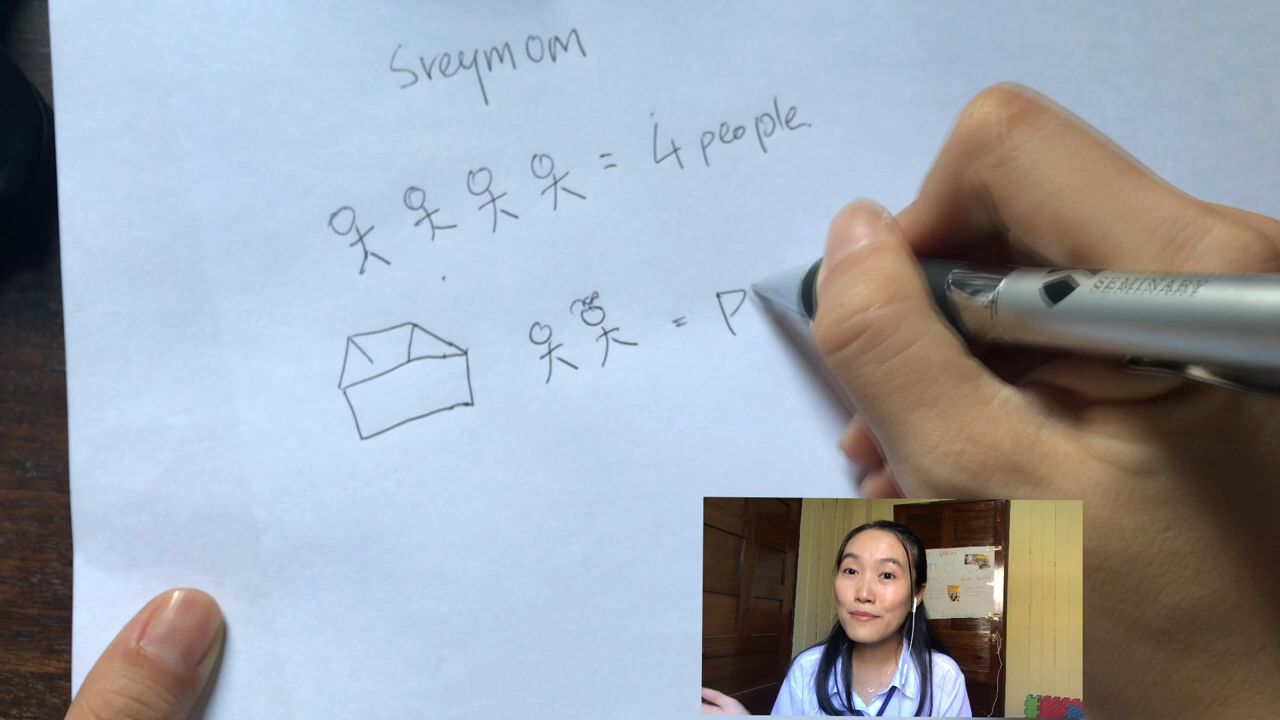 Sreymom
= 4 people
= P
SEMINARY